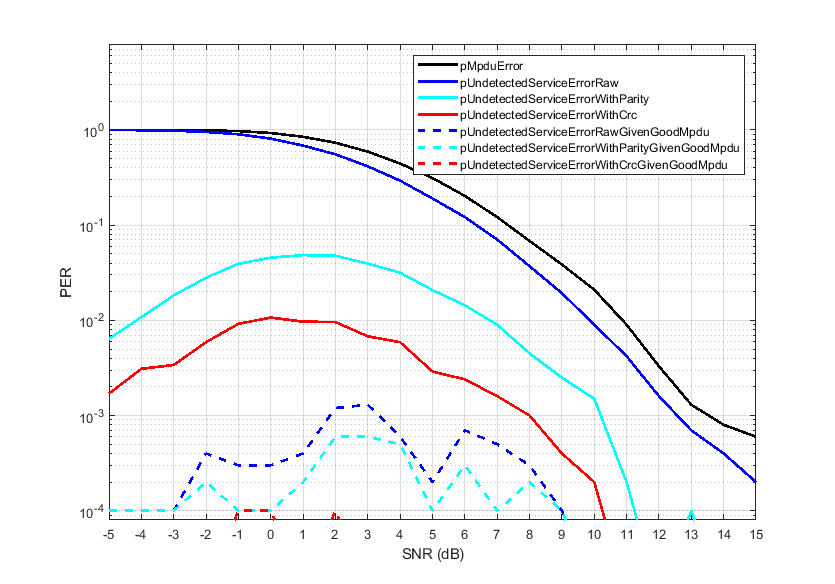 pMpduError
pUndetectedServiceErrorRaw
pUndetectedServiceErrorWithParity
pUndetectedServiceErrorWithCrc
pUndetectedServiceErrorRawGivenGoodMpdu
pUndetectedServiceErrorWithParityGivenGoodMpdu
pUndetectedServiceErrorWithCrcGivenGoodMpdu
10^0
10^-1
10^-2
10^-3
10^-4
PER
-5 -4 -3 -2 -1 0 1 2 3 4 5 6 7 8 9 10 11 12 13 14 15
SNR (dB)